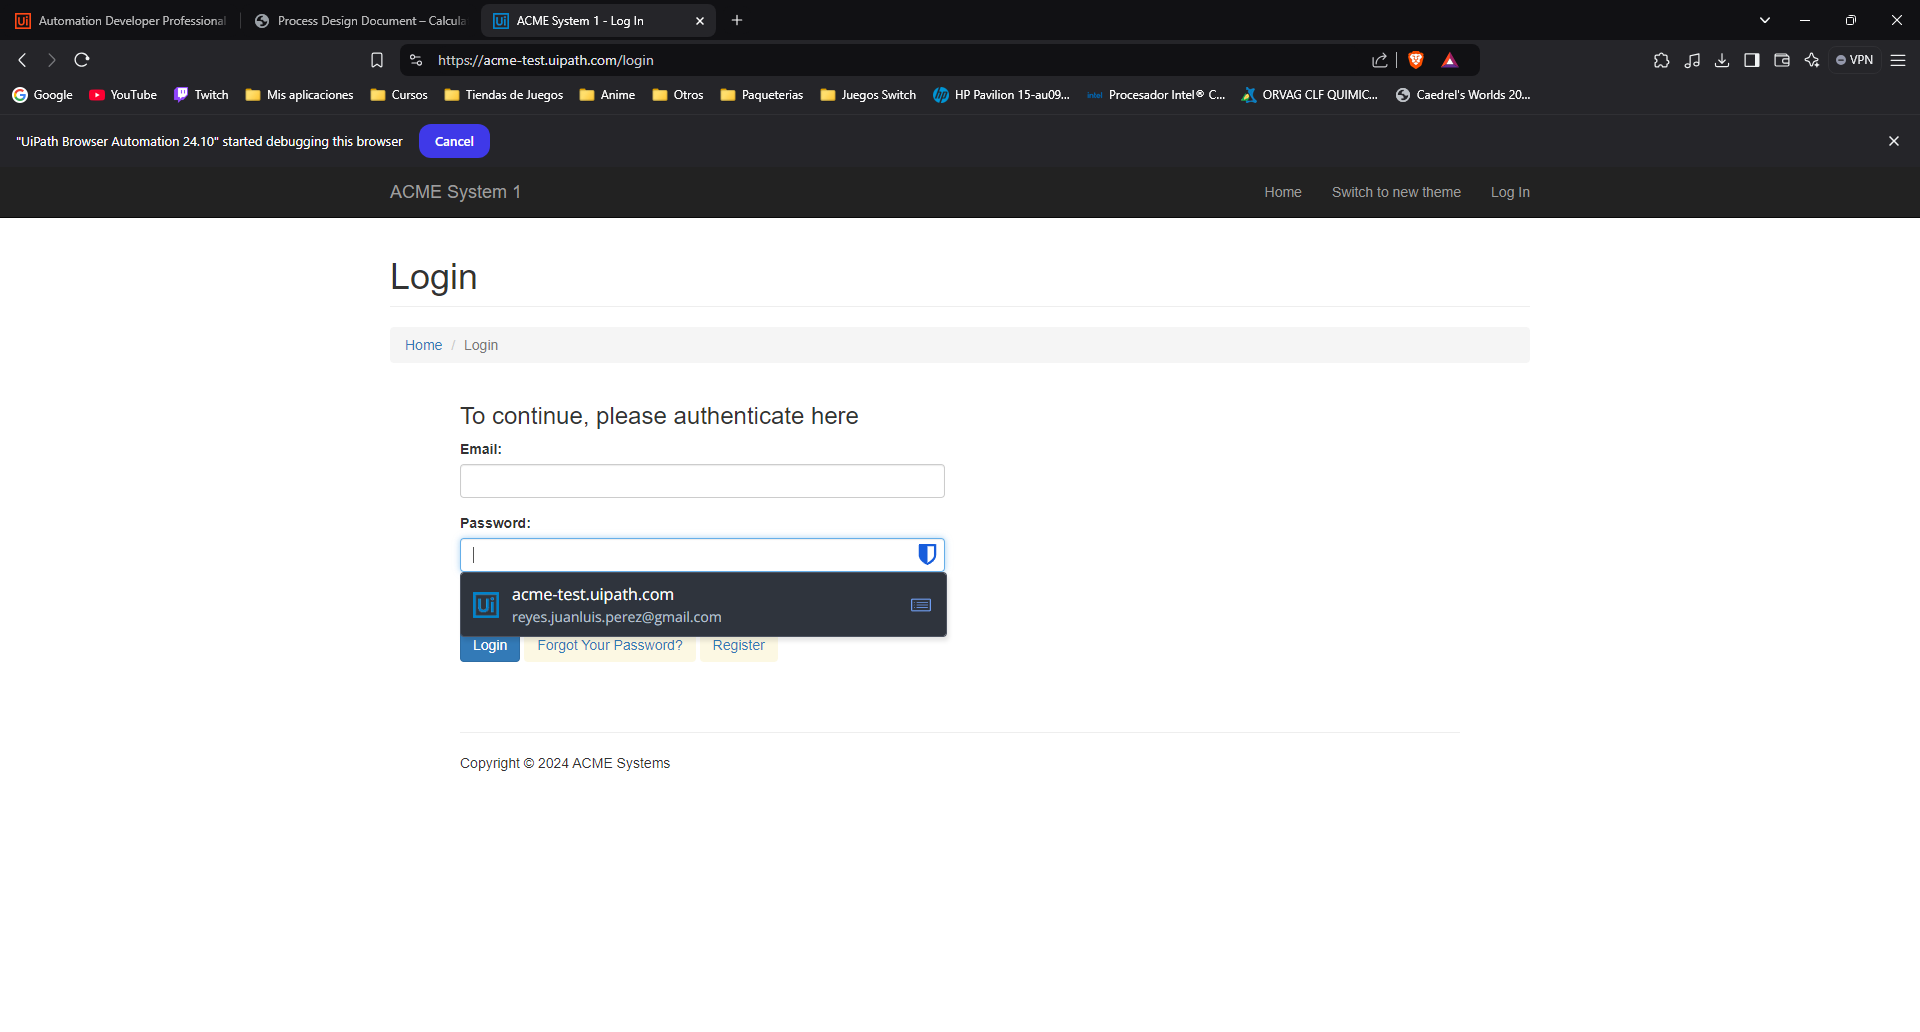 Automation Developer Professional
Process Design Document – Calcula
ACME System 1 - Log In
https://acme-test.uipath.com/login
VPN
Google
YouTube
Twitch
Mis aplicaciones
Cursos
Tiendas de Juegos
Anime
Otros
Paqueterias
Juegos Switch
HP Pavilion 15-au09...
Procesador Intel® C...
ORVAG CLF QUIMIC...
Caedrel's Worlds 20...
"UiPath Browser Automation 24.10" started debugging this browser
Cancel
ACME System 1
Home
Switch to new theme
Log In
Login
Home / Login
To continue, please authenticate here
Email:
Password:
acme-test.uipath.com
reyes.juanluis.perez@gmail.com
Login
Forgot Your Password?
Register
Copyright © 2024 ACME Systems